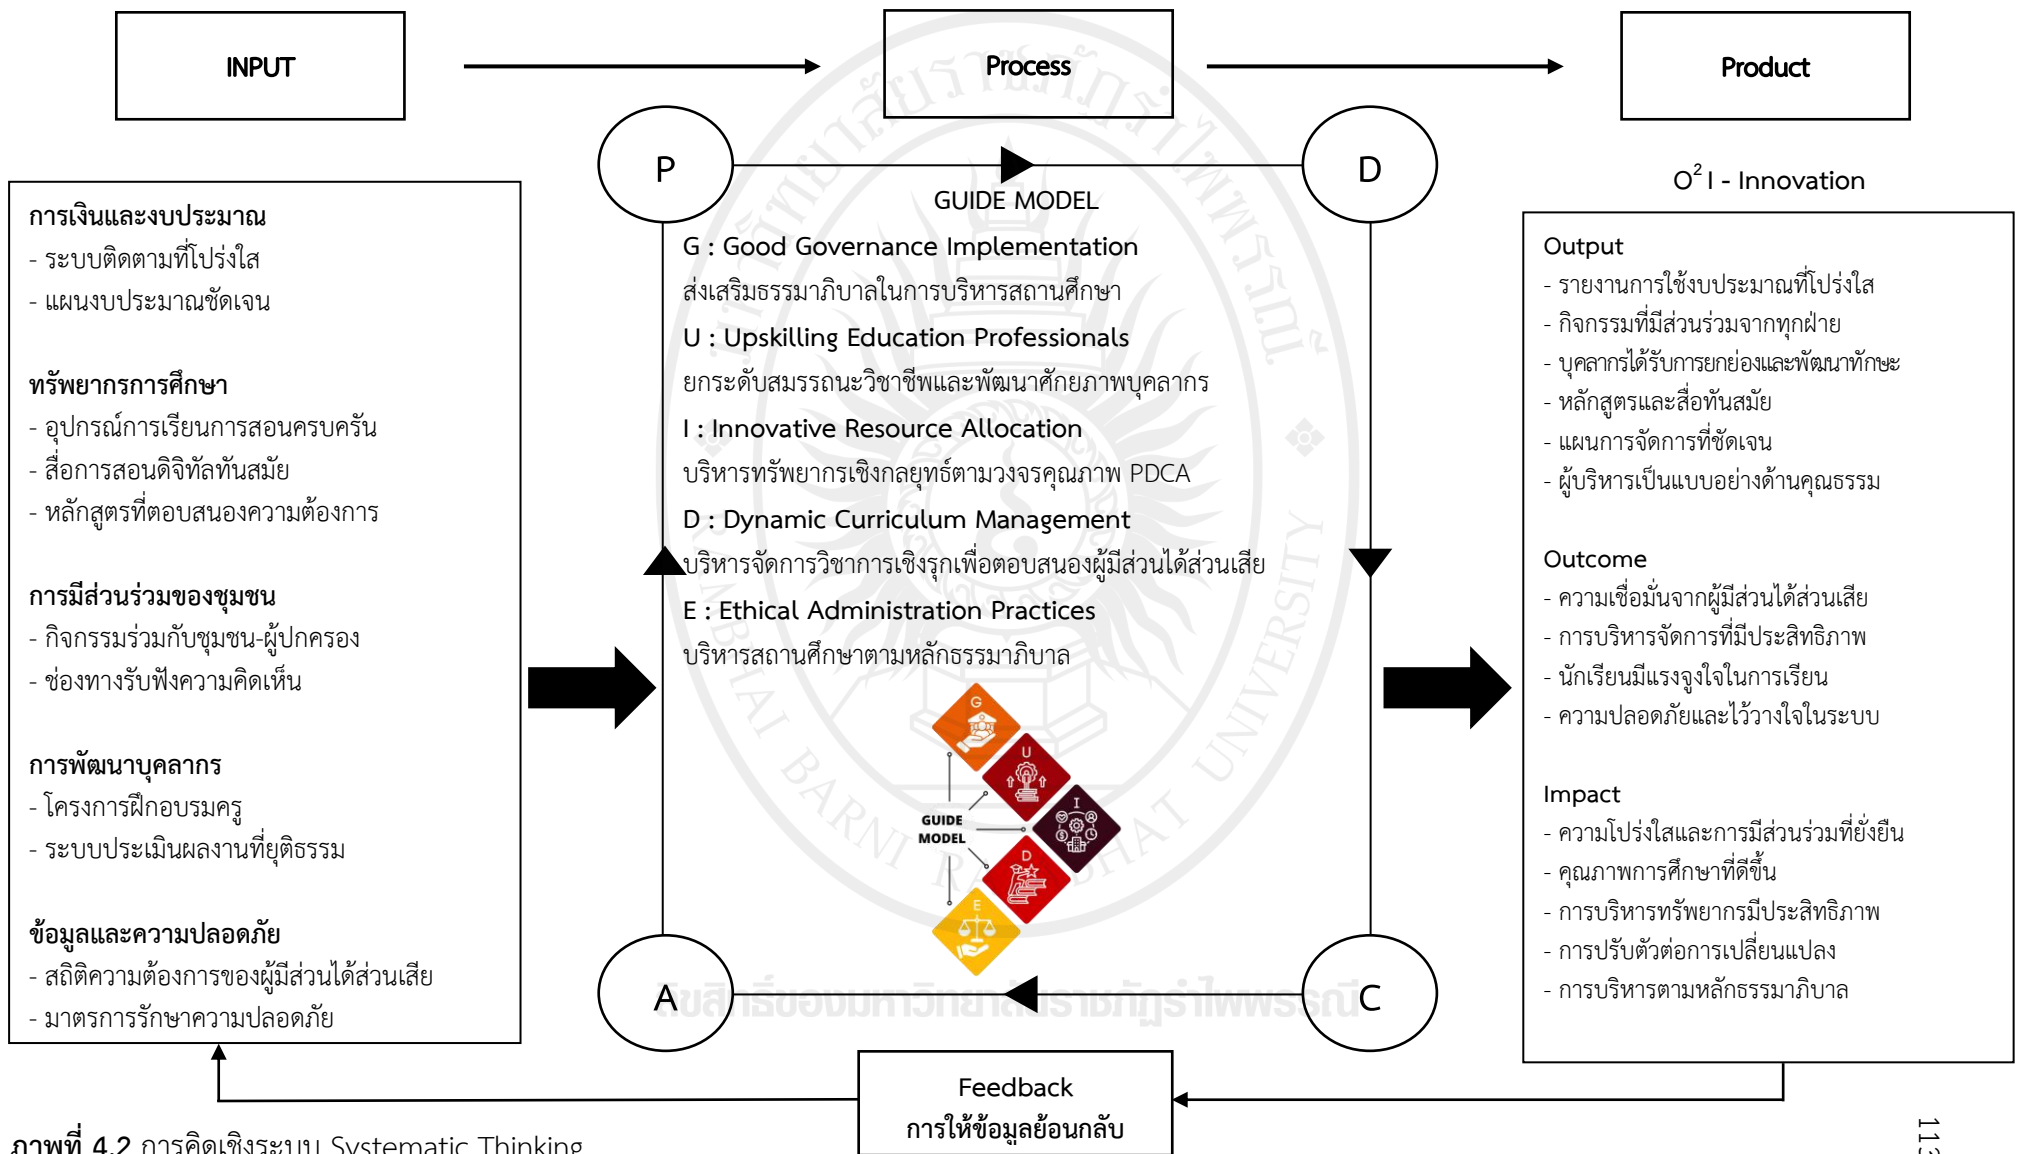 INPUT
Process
Product
การเงินและงบประมาณ
- ระบบติดตามที่โปร่งใส
- แผนงบประมาณชัดเจน
ทรัพยากรการศึกษา
- อุปกรณ์การเรียนการสอนครบครัน
- สื่อการสอนดิจิทัลทันสมัย
- หลักสูตรที่ตอบสนองความต้องการ
การมีส่วนร่วมของชุมชน
- กิจกรรมร่วมกับชุมชน-ผู้ปกครอง
- ช่องทางรับฟังความคิดเห็น
การพัฒนาบุคลากร
- โครงการฝึกอบรมครู
- ระบบประเมินผลงานที่ยุติธรรม
ข้อมูลและความปลอดภัย
- สถิติความต้องการของผู้มีส่วนได้ส่วนเสีย
- มาตรการรักษาความปลอดภัย
P
D
GUIDE MODEL
G : Good Governance Implementation
ส่งเสริมธรรมาภิบาลในการบริหารสถานศึกษา
U : Upskilling Education Professionals
ยกระดับสมรรถนะวิชาชีพและพัฒนาศักยภาพบุคลากร
I : Innovative Resource Allocation
บริหารทรัพยากรเชิงกลยุทธ์ตามวงจรคุณภาพ PDCA
D : Dynamic Curriculum Management
บริหารจัดการวิชาการเชิงรุกเพื่อตอบสนองผู้มีส่วนได้ส่วนเสีย
E : Ethical Administration Practices
บริหารสถานศึกษาตามหลักธรรมาภิบาล
G
U
I
D
E
GUIDE
MODEL
A
C
ลิขสิทธิ์ของมหาวิทยาลัยราชภัฏรำไพพรรณี
มหาวิทยาลัยราชภัฏรำไพพรรณี
RAMBHAI BARNI RAJABHAT UNIVERSITY
O² I - Innovation
Output
- รายงานการใช้งบประมาณที่โปร่งใส
- กิจกรรมที่มีส่วนร่วมจากทุกฝ่าย
- บุคลากรได้รับการยกย่องและพัฒนาทักษะ
- หลักสูตรและสื่อทันสมัย
- แผนการจัดการที่ชัดเจน
- ผู้บริหารเป็นแบบอย่างด้านคุณธรรม
Outcome
- ความเชื่อมั่นจากผู้มีส่วนได้ส่วนเสีย
- การบริหารจัดการที่มีประสิทธิภาพ
- นักเรียนมีแรงจูงใจในการเรียน
- ความปลอดภัยและไว้วางใจในระบบ
Impact
- ความโปร่งใสและการมีส่วนร่วมที่ยั่งยืน
- คุณภาพการศึกษาที่ดีขึ้น
- การบริหารทรัพยากรมีประสิทธิภาพ
- การปรับตัวต่อการเปลี่ยนแปลง
- การบริหารตามหลักธรรมาภิบาล
Feedback
การให้ข้อมูลย้อนกลับ
ภาพที่ 4.2 การคิดเชิงระบบ Systematic Thinking